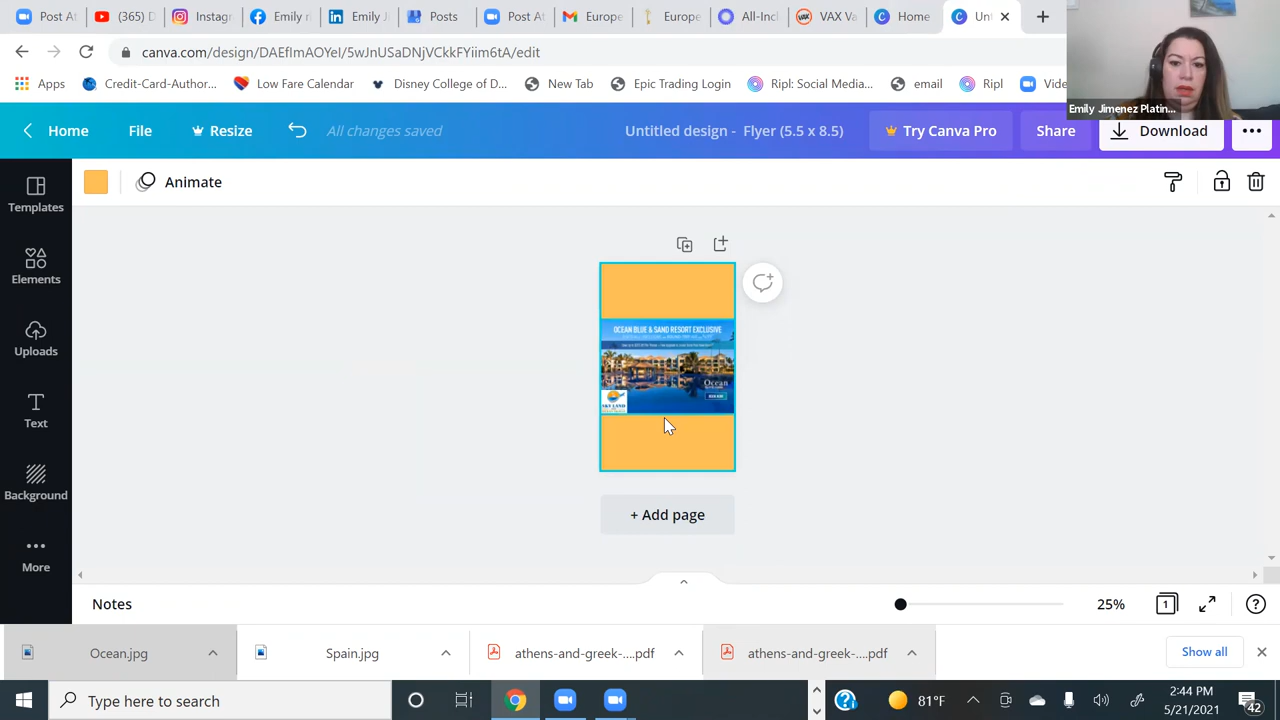 Post At
(365) D
Instag
Emily r
Emily J
Posts
Post Ar
Europe
Europe
All-Inc
VAX Va
Home
Unt
canva.com/design/DAEflmAOYeI/5wJnUSaDNjVCkkFYiim6tA/edit
Apps
Credit-Card-Author...
Low Fare Calendar
Disney College of D...
New Tab
Epic Trading Login
Ripl: Social Media...
email
Ripl
Vide
Emily Jimenez Platin...
Home
File
Resize
All changes saved
Untitled design - Flyer (5.5 x 8.5)
Try Canva Pro
Share
Download
Animate
Templates
Elements
Uploads
Text
Background
More
OCEAN BLUE & SAND RESORT EXCLUSIVE
Ocean
+ Add page
Notes
25%
1
Ocean.jpg
Spain.jpg
athens-and-greek-....pdf
athens-and-greek-....pdf
Show all
Type here to search
81°F
2:44 PM
5/21/2021
42